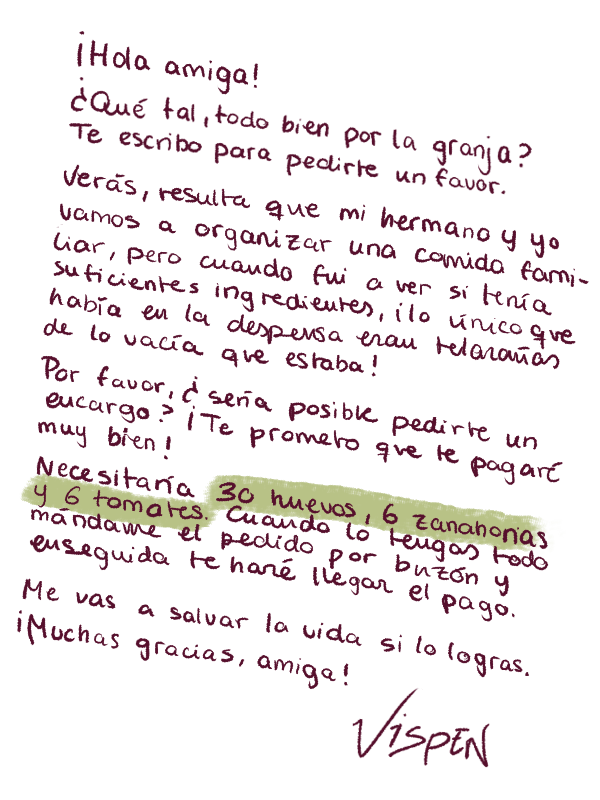 ¡Hola amiga!
¿Qué tal, todo bien por la granja?
Te escribo para pedirte un favor.
Verás, resulta que mi hermano y yo
vamos a organizar una comida fami-
liar, pero cuando fui a ver si tenía
suficientes ingredientes, ¡lo único que
había en la despensa eran telarañas
de lo vacía que estaba!
Por favor, ¿sería posible pedirte un
encargo? ¡Te prometo que te pagaré
muy bien!
Necesitaría 30 huevos, 6 zanahorias
y 6 tomates. Cuando lo tengas todo
mándame el pedido por buzón y
enseguida te haré llegar el pago.
Me vas a salvar la vida si lo logras.
¡Muchas gracias, amiga!
VISPEN